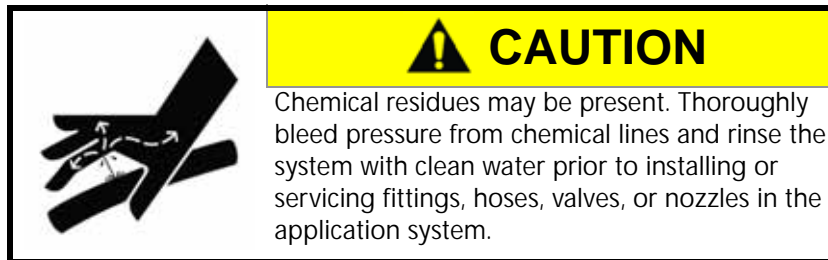 CAUTION
Chemical residues may be present. Thoroughly
bleed pressure from chemical lines and rinse the
system with clean water prior to installing or
servicing fittings, hoses, valves, or nozzles in the
application system.